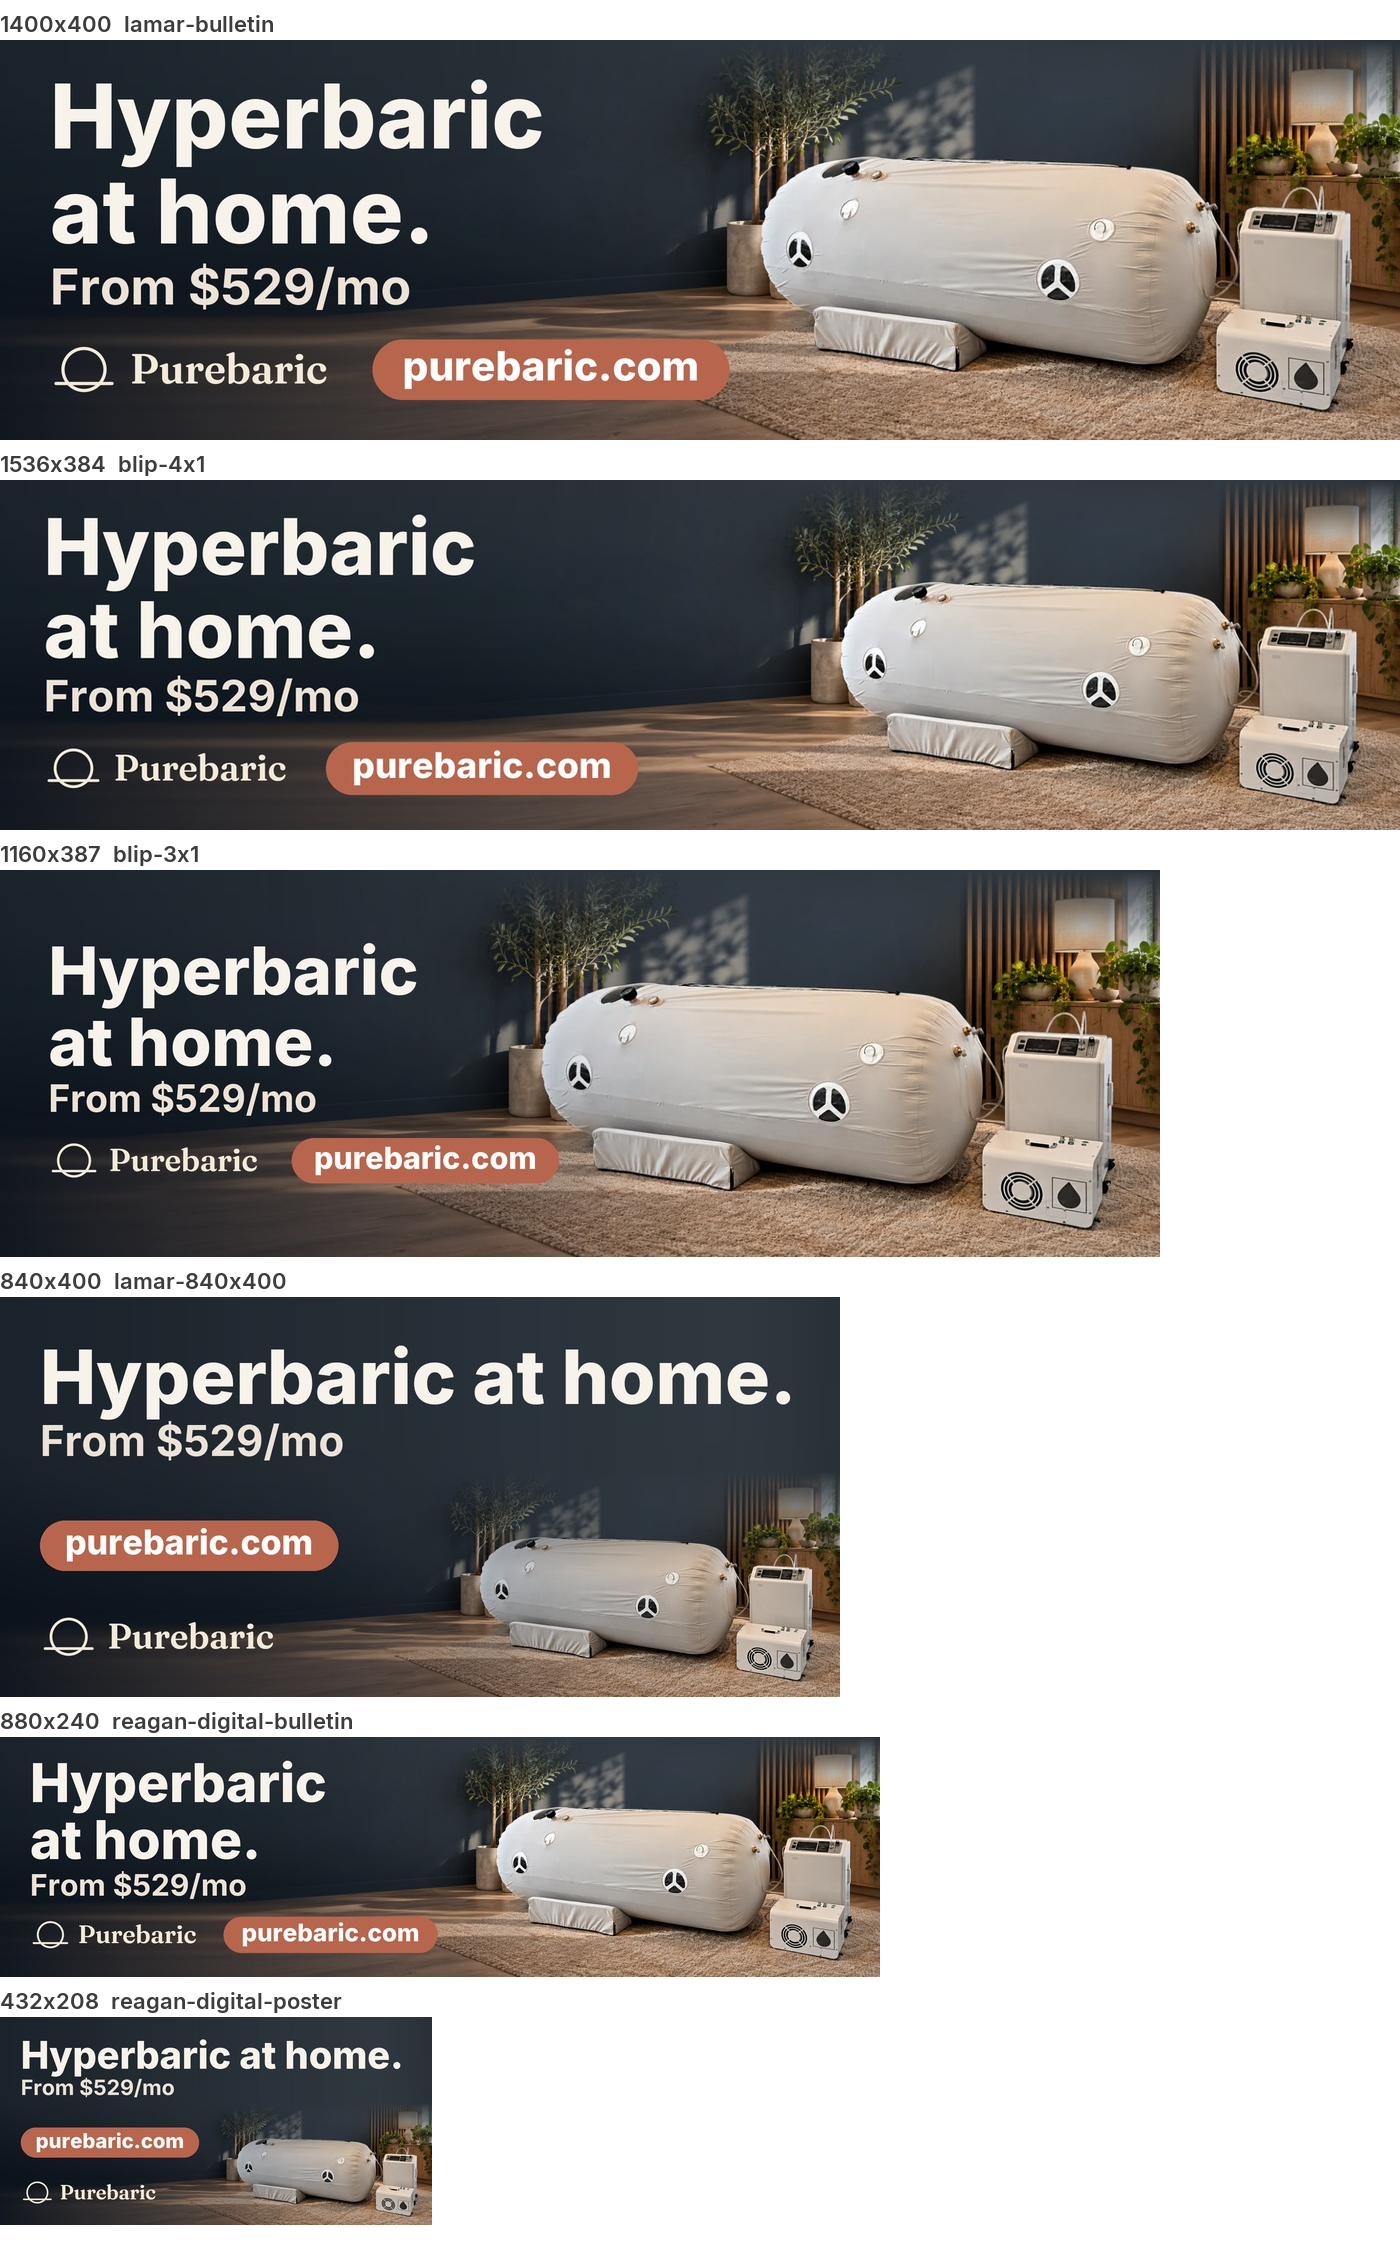 1400x400 lamar-bulletin
Hyperbaric
at home.
From $529/mo
Purebaric purebaric.com
1536x384 blip-4x1
Hyperbaric
at home.
From $529/mo
Purebaric purebaric.com
1160x387 blip-3x1
Hyperbaric
at home.
From $529/mo
Purebaric purebaric.com
840x400 lamar-840x400
Hyperbaric at home.
From $529/mo
purebaric.com
Purebaric
880x240 reagan-digital-bulletin
Hyperbaric
at home.
From $529/mo
Purebaric purebaric.com
432x208 reagan-digital-poster
Hyperbaric at home.
From $529/mo
purebaric.com
Purebaric